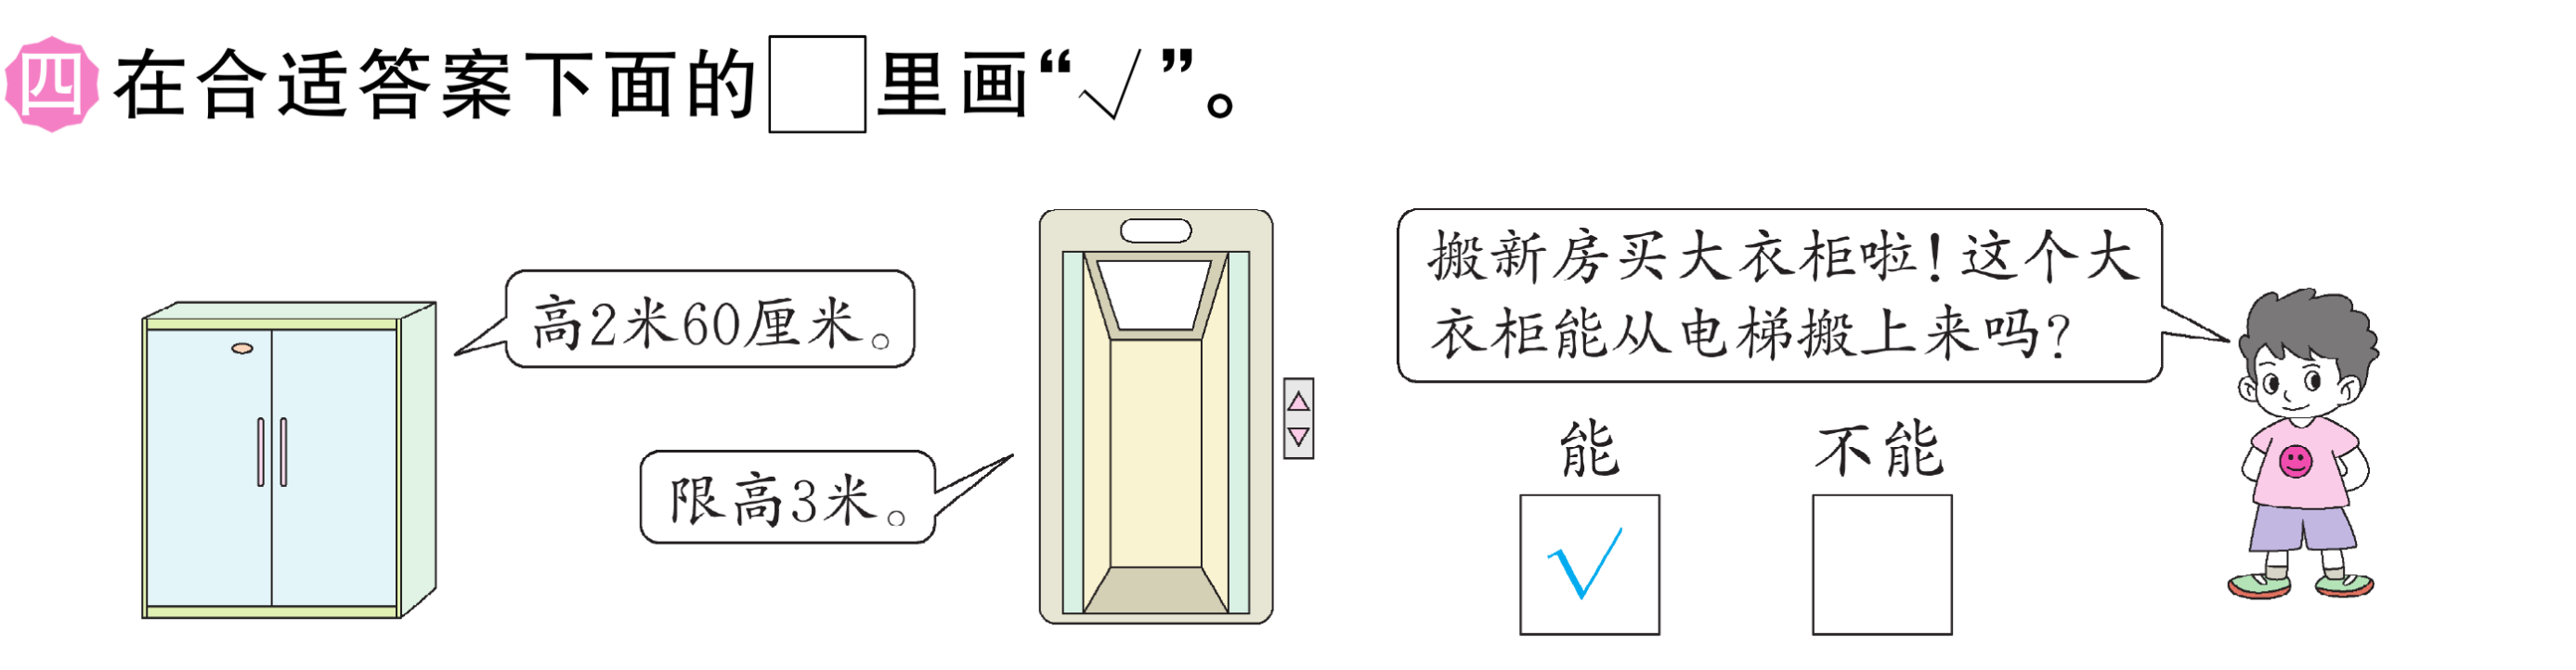 四 在合适答案下面的□里画“√”。
高2米60厘米。
限高3米。
搬新房买大衣柜啦!这个大
衣柜能从电梯搬上来吗?
能 不能
√